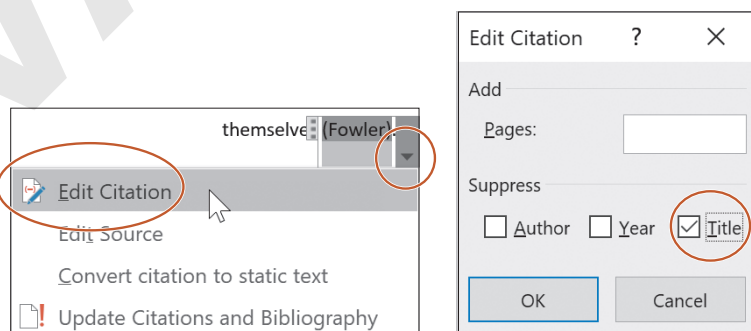 themselve (Fowler).
Edit Citation
Edit Source
Convert citation to static text
Update Citations and Bibliography
Edit Citation ? ×
Add
Pages:
Suppress
Author Year Title
OK Cancel